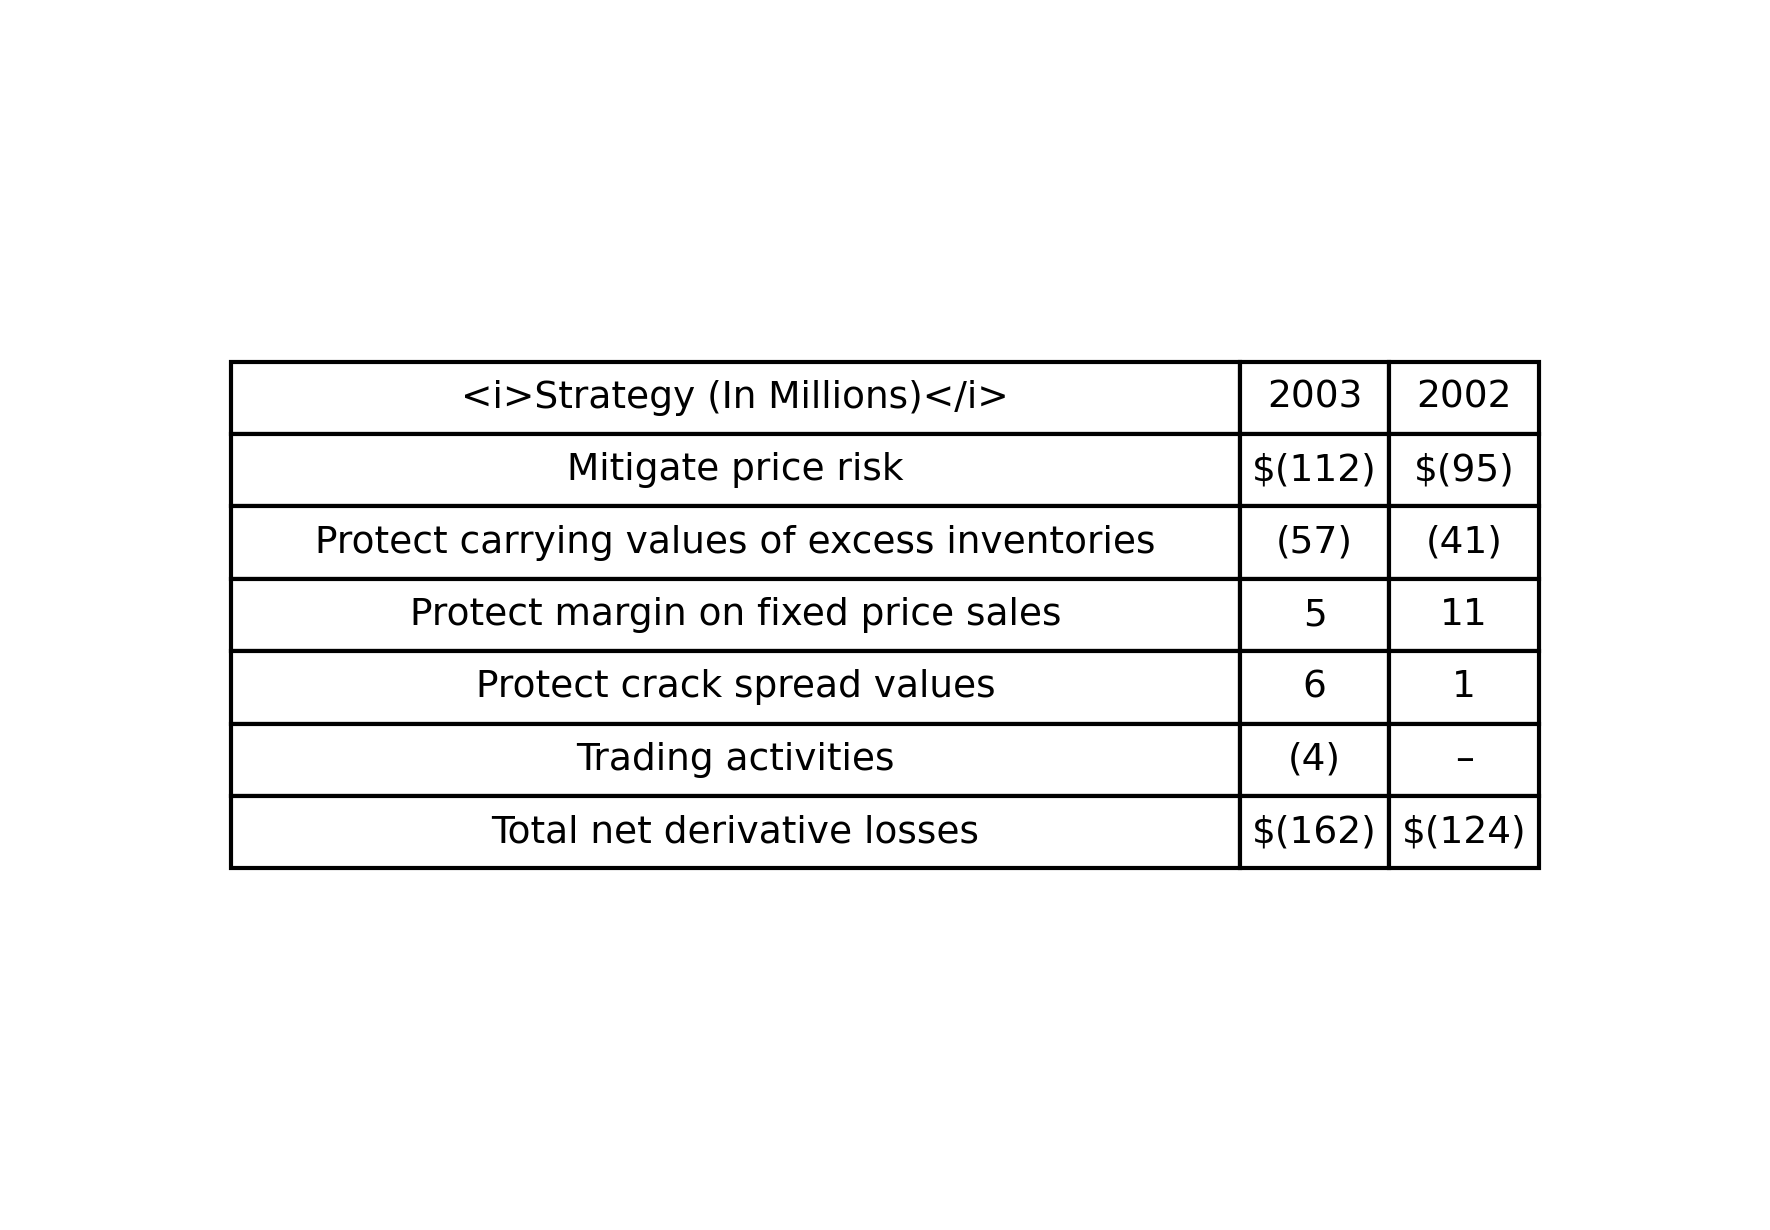 <i>Strategy (In Millions)</i> 2003 2002
Mitigate price risk $(112) $(95)
Protect carrying values of excess inventories (57) (41)
Protect margin on fixed price sales 5 11
Protect crack spread values 6 1
Trading activities (4) –
Total net derivative losses $(162) $(124)